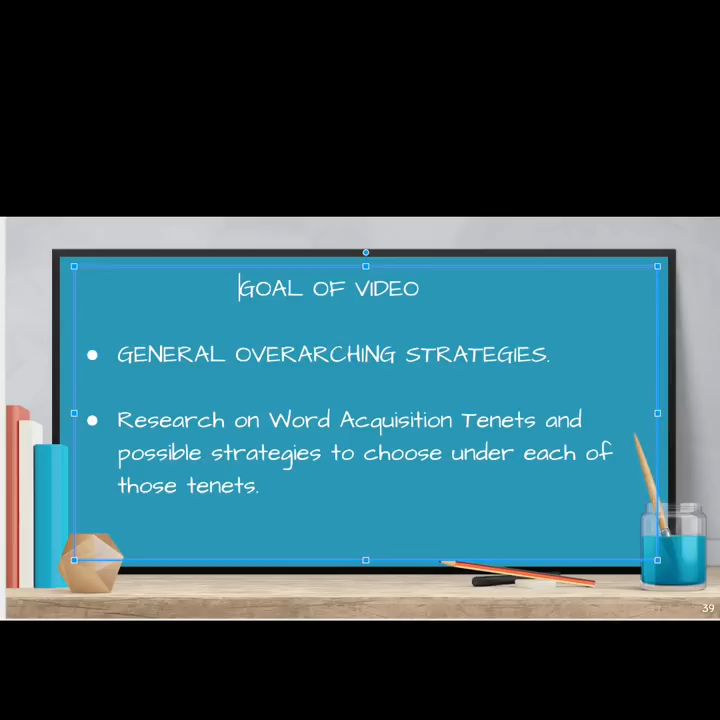 GOAL OF VIDEO
● GENERAL OVERARCHING STRATEGIES.
● Research on Word Acquisition Tenets and
possible strategies to choose under each of
those tenets.
39